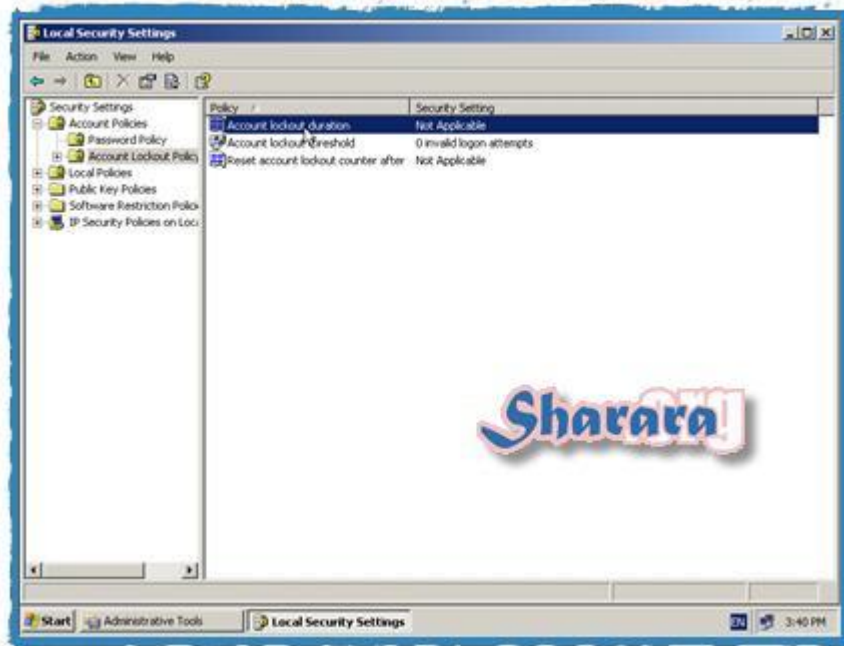 Local Security Settings
File Action View Help
Security Settings
Account Policies
Password Policy
Account Lockout Policy
Local Policies
Public Key Policies
Software Restriction Polici
IP Security Policies on Loca
Policy Security Setting
Account lockout duration Not Applicable
Account lockout threshold 0 invalid logon attempts
Reset account lockout counter after Not Applicable
Sharara
org
Start Administrative Tools Local Security Settings EN 3:40 PM